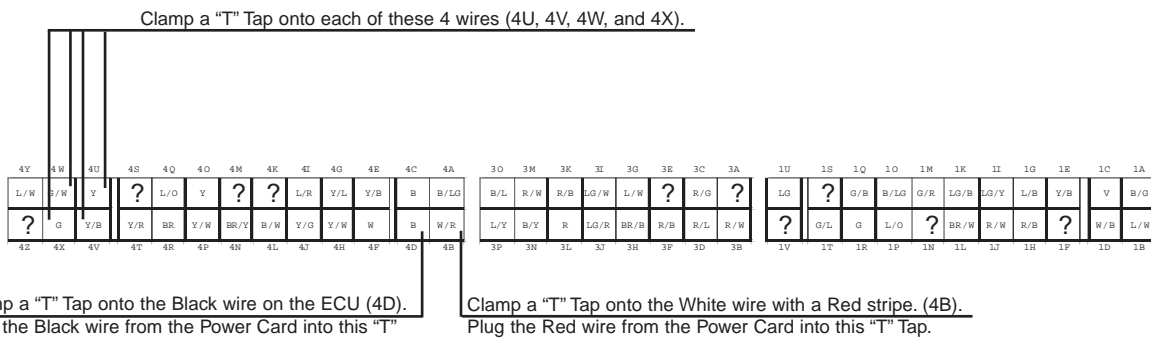 Clamp a “T” Tap onto each of these 4 wires (4U, 4V, 4W, and 4X).
4Y 4W 4U 4S 4Q 4O 4M 4K 4I 4G 4E 4C 4A 3O 3M 3K 3I 3G 3E 3C 3A 1U 1S 1Q 1O 1M 1K 1I 1G 1E 1C 1A
L/W G/W Y ? L/O Y ? ? L/R Y/L Y/B B B/LG B/L R/W R/B LG/W L/W ? R/G ? LG ? G/B B/LG G/R LG/B LG/Y L/B Y/B V B/G
? G Y/B Y/R BR Y/W BR/Y B/W Y/G Y/W W B W/R L/Y B/Y R LG/R BR/B R/B R/L R/W ? G/L G L/O ? BR/W R/W R/B ? W/B L/W
4Z 4X 4V 4T 4R 4P 4N 4L 4J 4H 4F 4D 4B 3P 3N 3L 3J 3H 3F 3D 3B 1V 1T 1R 1P 1N 1L 1J 1H 1F 1D 1B
a “T” Tap onto the Black wire on the ECU (4D). Clamp a “T” Tap onto the White wire with a Red stripe. (4B).
the Black wire from the Power Card into this “T” Plug the Red wire from the Power Card into this “T” Tap.